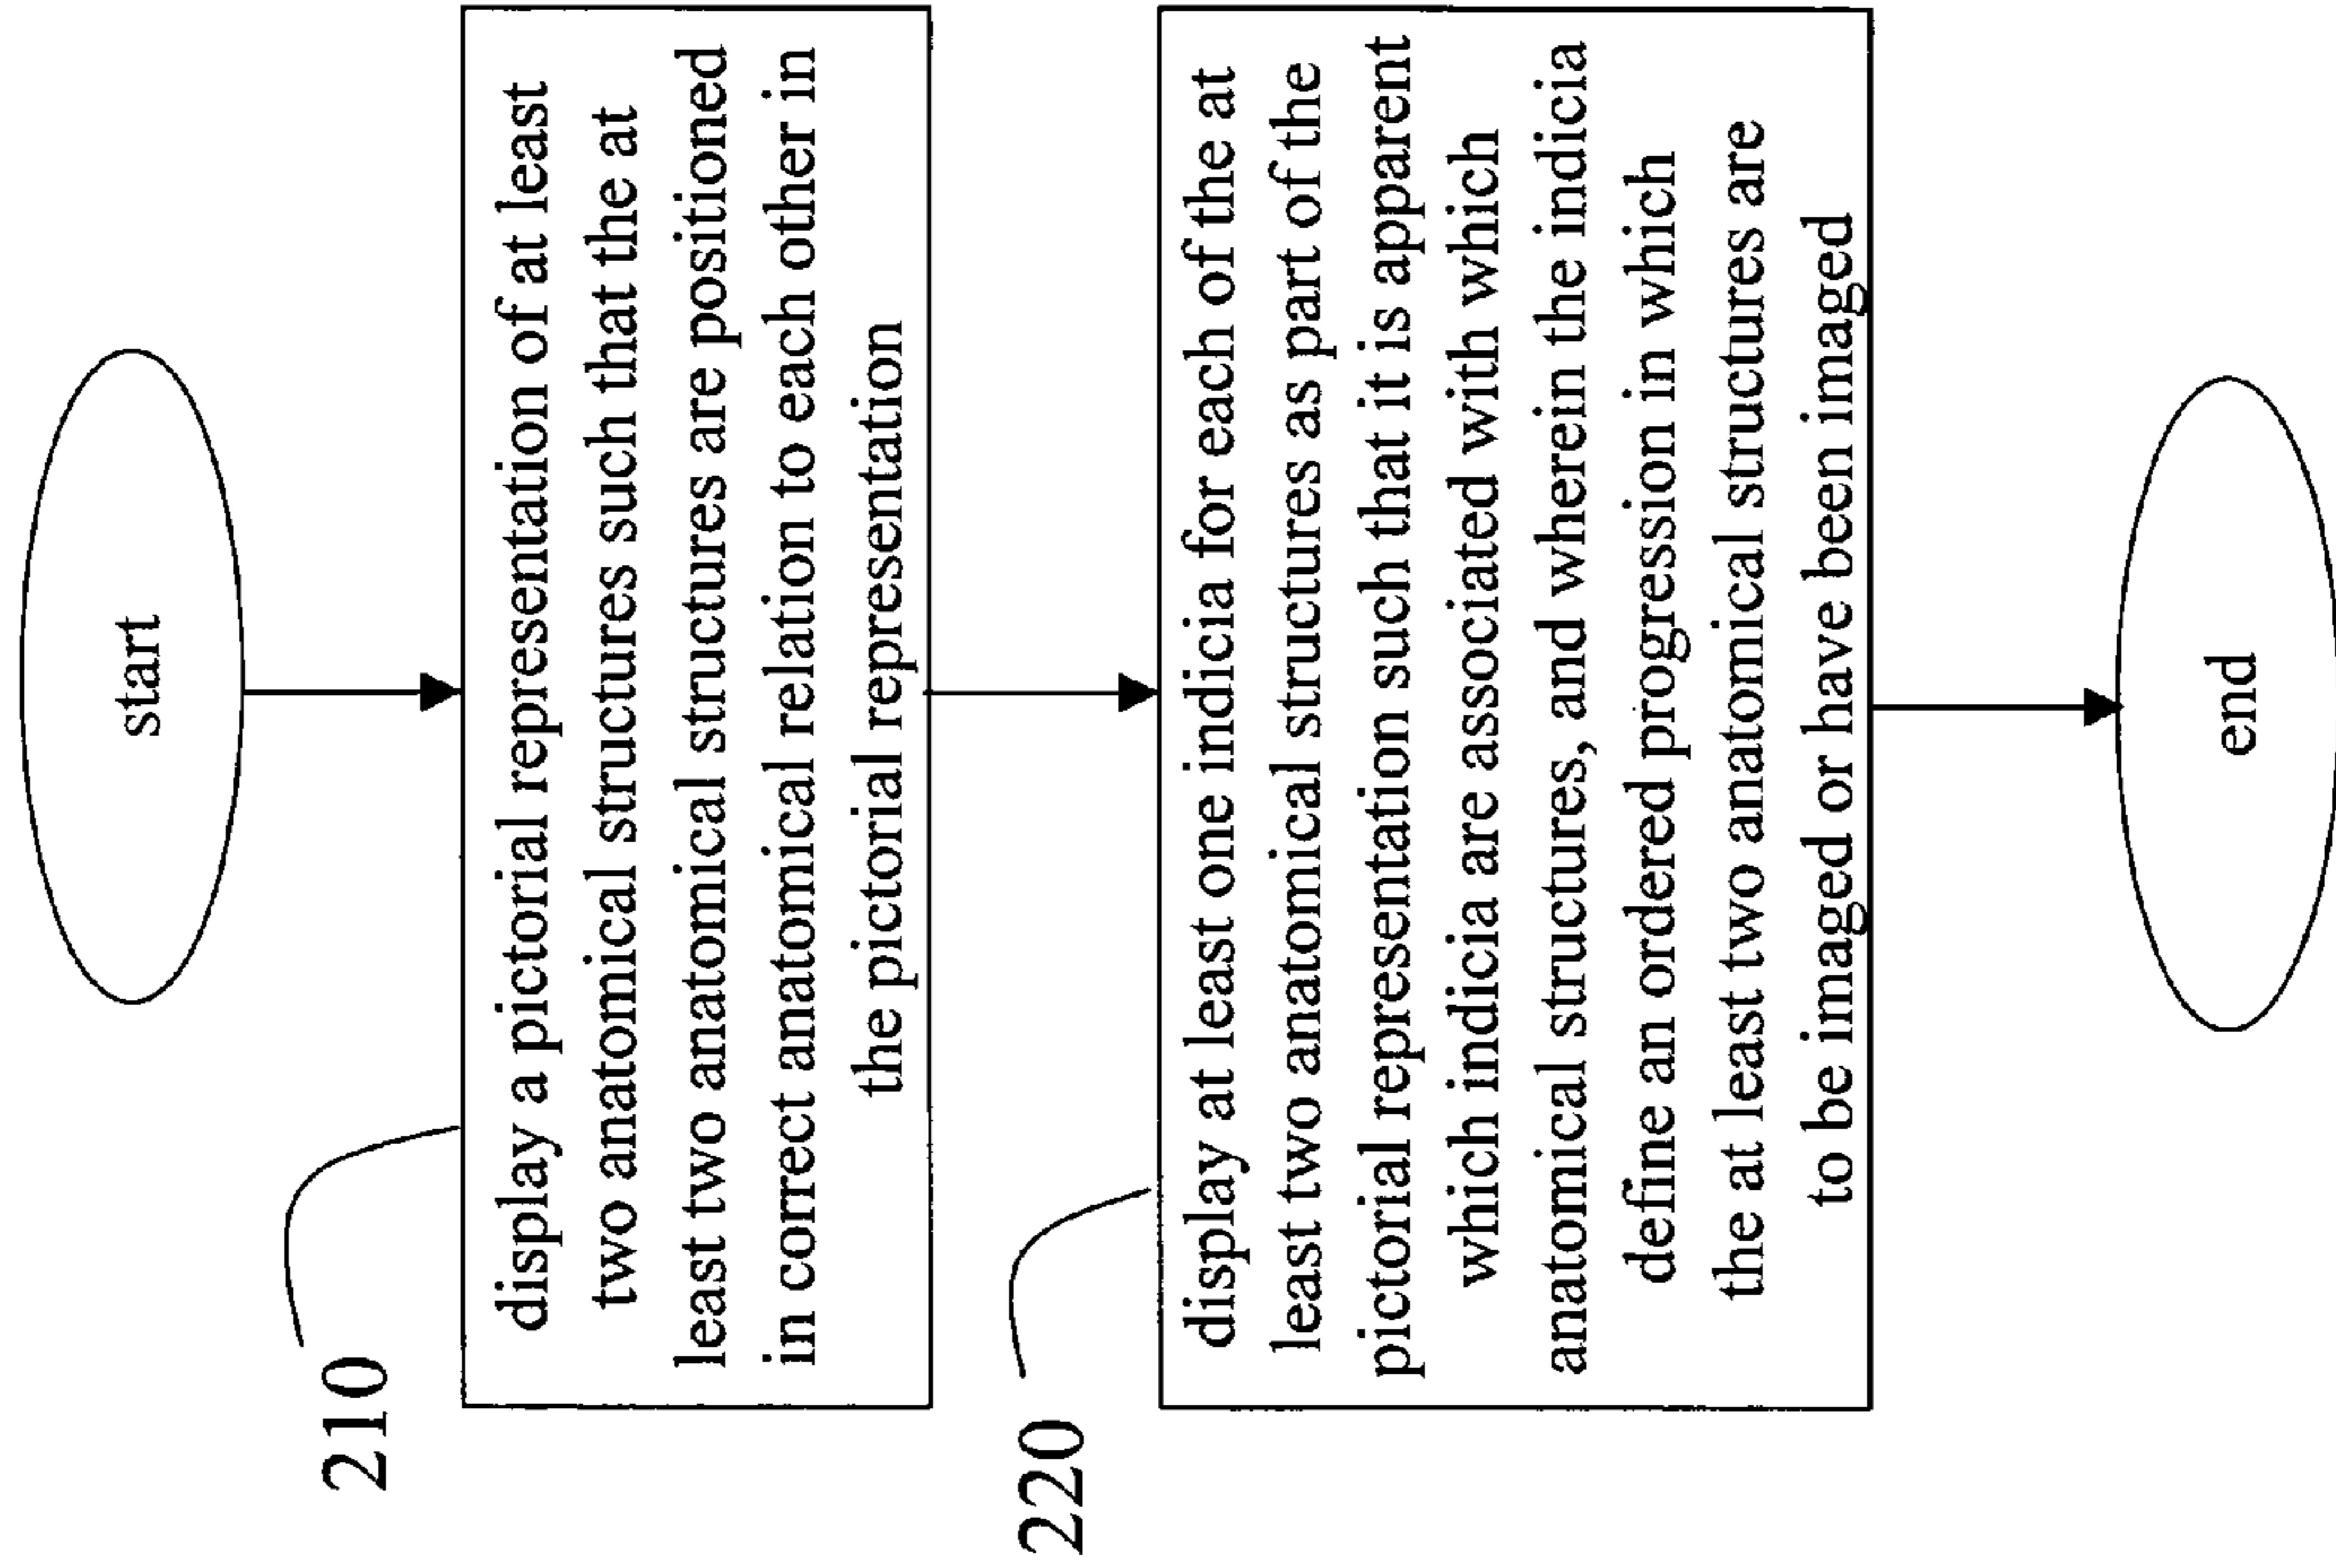 start
210
display a pictorial representation of at least
two anatomical structures such that the at
least two anatomical structures are positioned
in correct anatomical relation to each other in
the pictorial representation
220
display at least one indicia for each of the at
least two anatomical structures as part of the
pictorial representation such that it is apparent
which indicia are associated with which
anatomical structures, and wherein the indicia
define an ordered progression in which
the at least two anatomical structures are
to be imaged or have been imaged
end